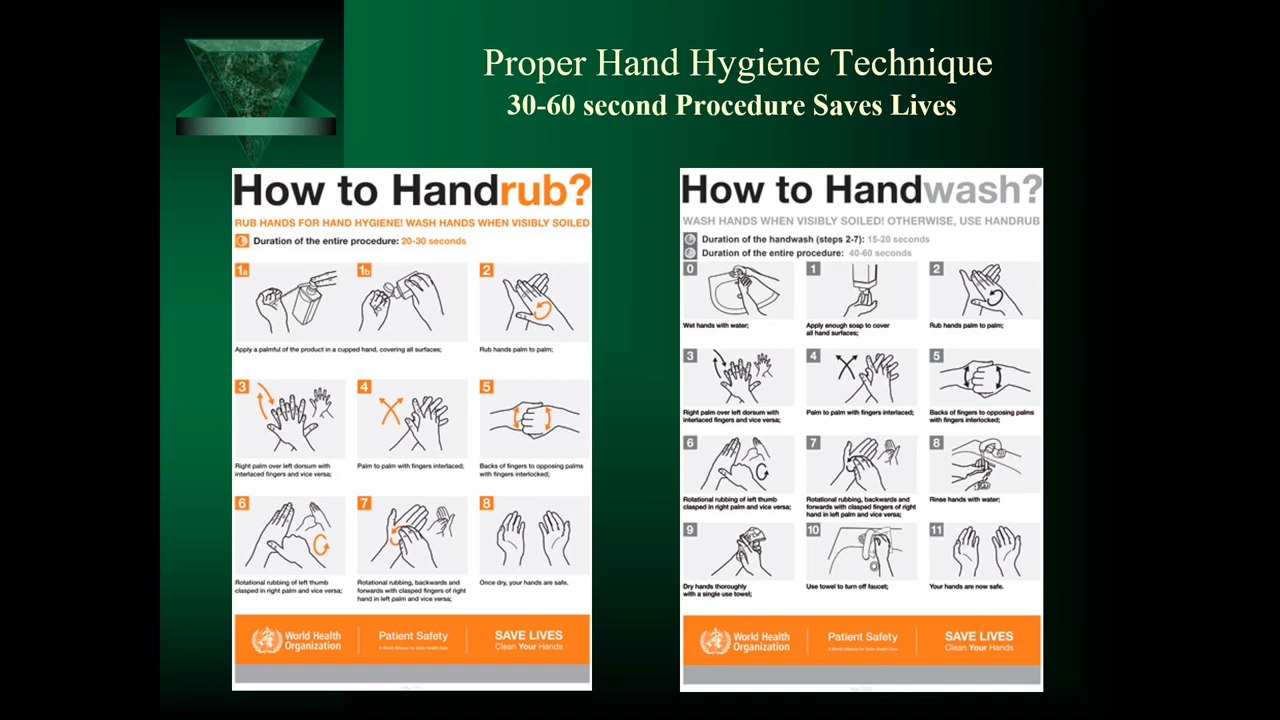 Proper Hand Hygiene Technique
30-60 second Procedure Saves Lives
How to Handrub?
RUB HANDS FOR HAND HYGIENE! WASH HANDS WHEN VISIBLY SOILED
Duration of the entire procedure: 20-30 seconds
1a
1b
2
Apply a palmful of the product in a cupped hand, covering all surfaces;
Rub hands palm to palm;
3
4
5
Right palm over left dorsum with
interlaced fingers and vice versa;
Palm to palm with fingers interlaced;
Backs of fingers to opposing palms
with fingers interlocked;
6
7
8
Rotational rubbing of left thumb
clasped in right palm and vice versa;
Rotational rubbing, backwards and
forwards with clasped fingers of right
hand in left palm and vice versa;
Once dry, your hands are safe.
World Health
Organization
Patient Safety
A World Alliance for Safer Health Care
SAVE LIVES
Clean Your Hands
How to Handwash?
WASH HANDS WHEN VISIBLY SOILED! OTHERWISE, USE HANDRUB
Duration of the handwash (steps 2-7): 15-20 seconds
Duration of the entire procedure: 40-60 seconds
0
1
2
Wet hands with water;
Apply enough soap to cover
all hand surfaces;
Rub hands palm to palm;
3
4
5
Right palm over left dorsum with
interlaced fingers and vice versa;
Palm to palm with fingers interlaced;
Backs of fingers to opposing palms
with fingers interlocked;
6
7
8
Rotational rubbing of left thumb
clasped in right palm and vice versa;
Rotational rubbing, backwards and
forwards with clasped fingers of right
hand in left palm and vice versa;
Rinse hands with water;
9
10
11
Dry hands thoroughly
with a single use towel;
Use towel to turn off faucet;
Your hands are now safe.
World Health
Organization
Patient Safety
A World Alliance for Safer Health Care
SAVE LIVES
Clean Your Hands